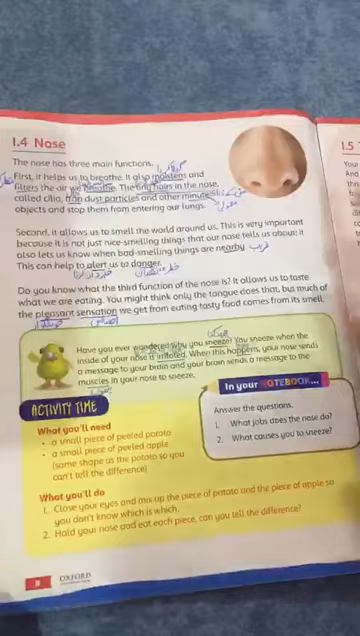 1.4 Nose
The nose has three main functions.
First, it helps us to breathe. It also moistens and
filters the air we breathe. The tiny hairs in the nose,
called cilia, trap dust particles and other minute
objects and stop them from entering our lungs.
Second, it allows us to smell the world around us. This is very important
because it is not just nice-smelling things that our nose tells us about; it
also lets us know when bad-smelling things are nearby. قریب
This can help to alert us to danger.
Do you know what the third function of the nose is? It allows us to taste
what we are eating. You might think only the tongue does that, but much of
the pleasant sensation we get from eating tasty food comes from its smell.
Have you ever wondered why you sneeze? You sneeze when the
inside of your nose is irritated. When this happens, your nose sends
a message to your brain and your brain sends a message to the
muscles in your nose to sneeze.
ACTIVITY TIME
What you'll need
- a small piece of peeled potato
- a small piece of peeled apple
(same shape as the potato so you
can't tell the difference)
In your NOTEBOOK...
Answer the questions.
1. What jobs does the nose do?
2. What causes you to sneeze?
What you'll do
1. Close your eyes and mix up the piece of potato and the piece of apple so
you don't know which is which.
2. Hold your nose and eat each piece, can you tell the difference?
8 OXFORD
1.5